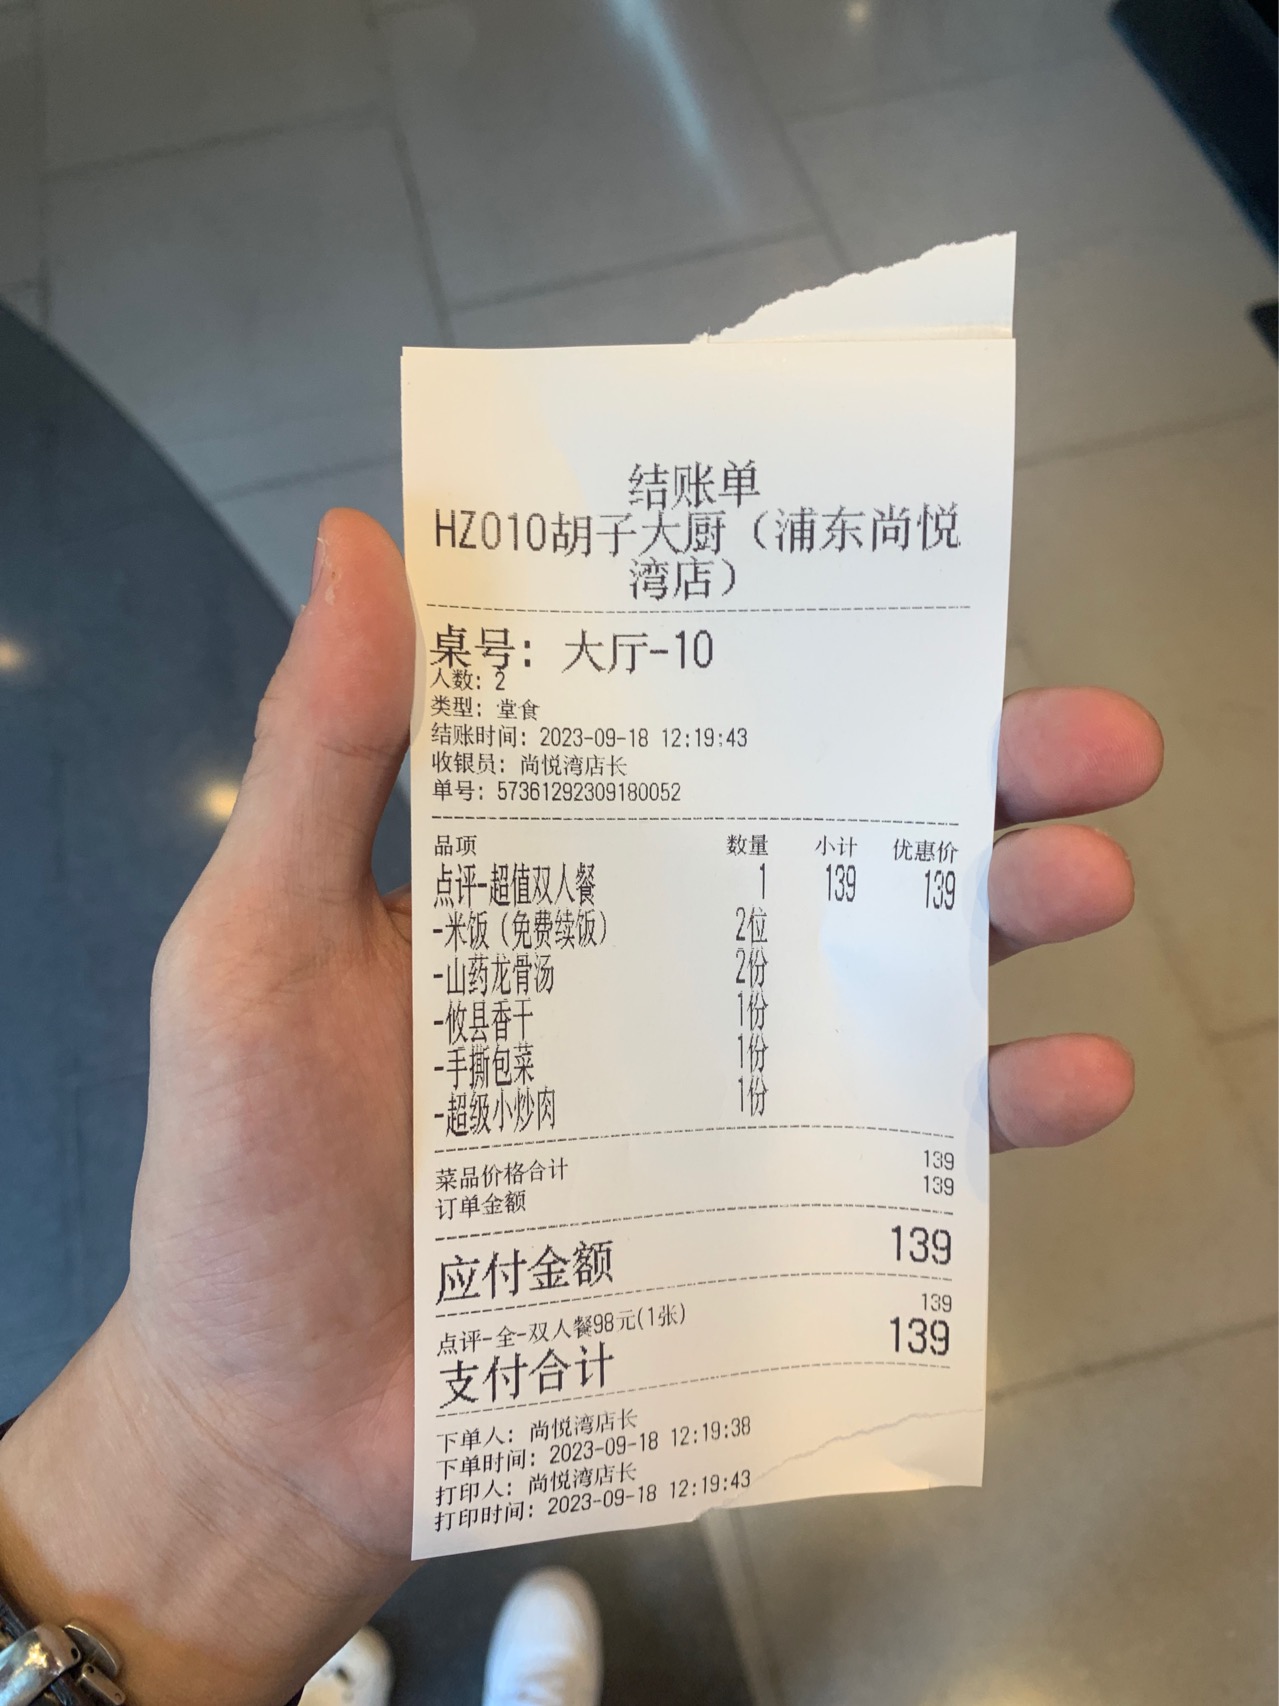 结账单
HZ010胡子大厨（浦东尚悦
湾店）
桌号：大厅-10
人数：2
类型：堂食
结账时间：2023-09-18 12:19:43
收银员：尚悦湾店长
单号：57361292309180052
品项 数量 小计 优惠价
点评-超值双人餐 1 139 139
-米饭（免费续饭） 2位
-山药龙骨汤 2份
-攸县香干 1份
-手撕包菜 1份
-超级小炒肉 1份
菜品价格合计 139
订单金额 139
应付金额 139
点评-全-双人餐98元(1张) 139
支付合计 139
下单人：尚悦湾店长
下单时间：2023-09-18 12:19:38
打印人：尚悦湾店长
打印时间：2023-09-18 12:19:43